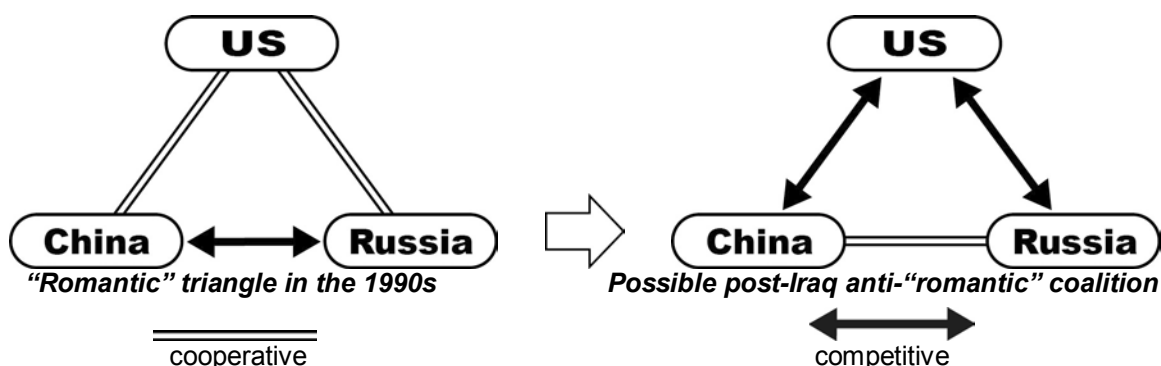 US
China
Russia
“Romantic” triangle in the 1990s
cooperative
US
China
Russia
Possible post-Iraq anti-“romantic” coalition
competitive